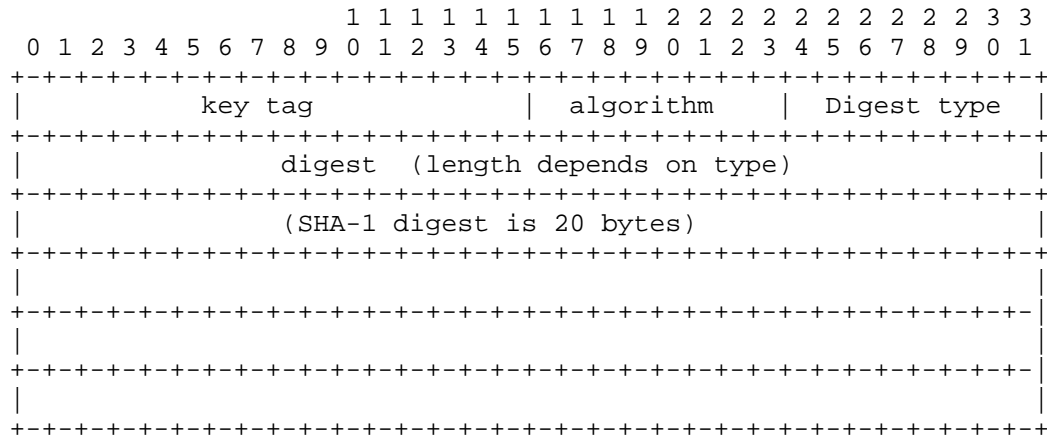 1 1 1 1 1 1 1 1 1 1 2 2 2 2 2 2 2 2 2 2 3 3
 0 1 2 3 4 5 6 7 8 9 0 1 2 3 4 5 6 7 8 9 0 1 2 3 4 5 6 7 8 9 0 1
+-+-+-+-+-+-+-+-+-+-+-+-+-+-+-+-+-+-+-+-+-+-+-+-+-+-+-+-+-+-+-+-+
|           key tag             |  algorithm    |  Digest type  |
+-+-+-+-+-+-+-+-+-+-+-+-+-+-+-+-+-+-+-+-+-+-+-+-+-+-+-+-+-+-+-+-+
|                digest  (length depends on type)               |
+-+-+-+-+-+-+-+-+-+-+-+-+-+-+-+-+-+-+-+-+-+-+-+-+-+-+-+-+-+-+-+-+
|                (SHA-1 digest is 20 bytes)                     |
+-+-+-+-+-+-+-+-+-+-+-+-+-+-+-+-+-+-+-+-+-+-+-+-+-+-+-+-+-+-+-+-+
|                                                               |
+-+-+-+-+-+-+-+-+-+-+-+-+-+-+-+-+-+-+-+-+-+-+-+-+-+-+-+-+-+-+-+-|
|                                                               |
+-+-+-+-+-+-+-+-+-+-+-+-+-+-+-+-+-+-+-+-+-+-+-+-+-+-+-+-+-+-+-+-|
|                                                               |
+-+-+-+-+-+-+-+-+-+-+-+-+-+-+-+-+-+-+-+-+-+-+-+-+-+-+-+-+-+-+-+-+